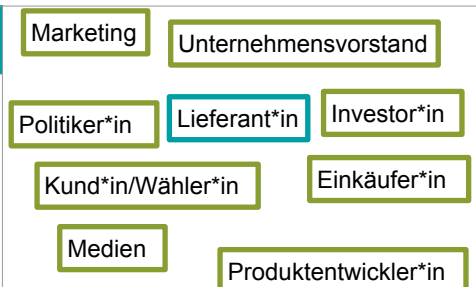 Marketing
Unternehmensvorstand
Politiker*in
Lieferant*in
Investor*in
Kund*in/Wähler*in
Einkäufer*in
Medien
Produktentwickler*in